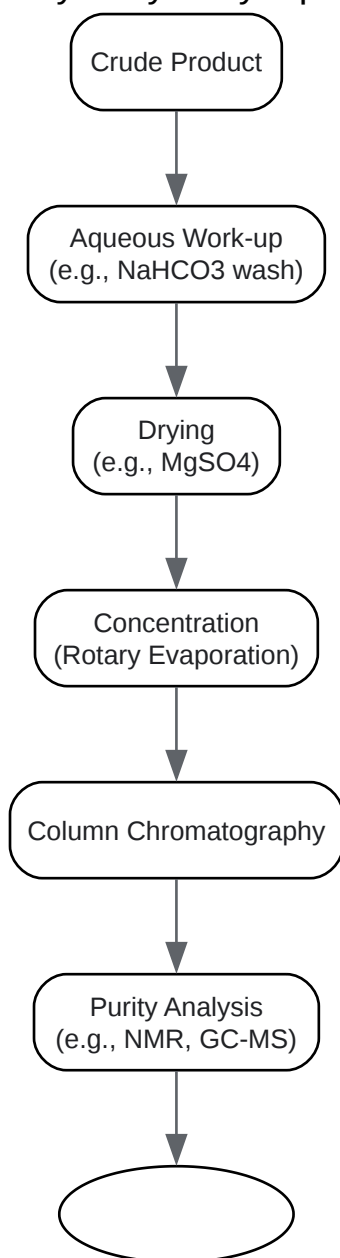 Crude Product
Aqueous Work-up
(e.g., NaHCO3 wash)
Drying
(e.g., MgSO4)
Concentration
(Rotary Evaporation)
Column Chromatography
Purity Analysis
(e.g., NMR, GC-MS)